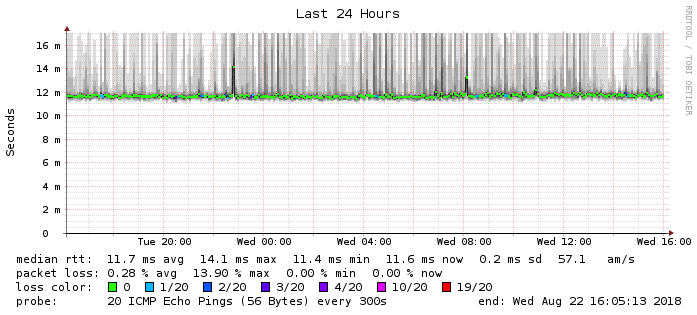 Last 24 Hours
RRDTOOL / TOBI OETIKER
Seconds
16 m
14 m
12 m
10 m
8 m
6 m
4 m
2 m
0
Tue 20:00 Wed 00:00 Wed 04:00 Wed 08:00 Wed 12:00 Wed 16:00
median rtt: 11.7 ms avg 14.1 ms max 11.4 ms min 11.6 ms now 0.2 ms sd 57.1 am/s
packet loss: 0.28 % avg 13.90 % max 0.00 % min 0.00 % now
loss color: 0 1/20 2/20 3/20 4/20 10/20 19/20
probe: 20 ICMP Echo Pings (56 Bytes) every 300s end: Wed Aug 22 16:05:13 2018